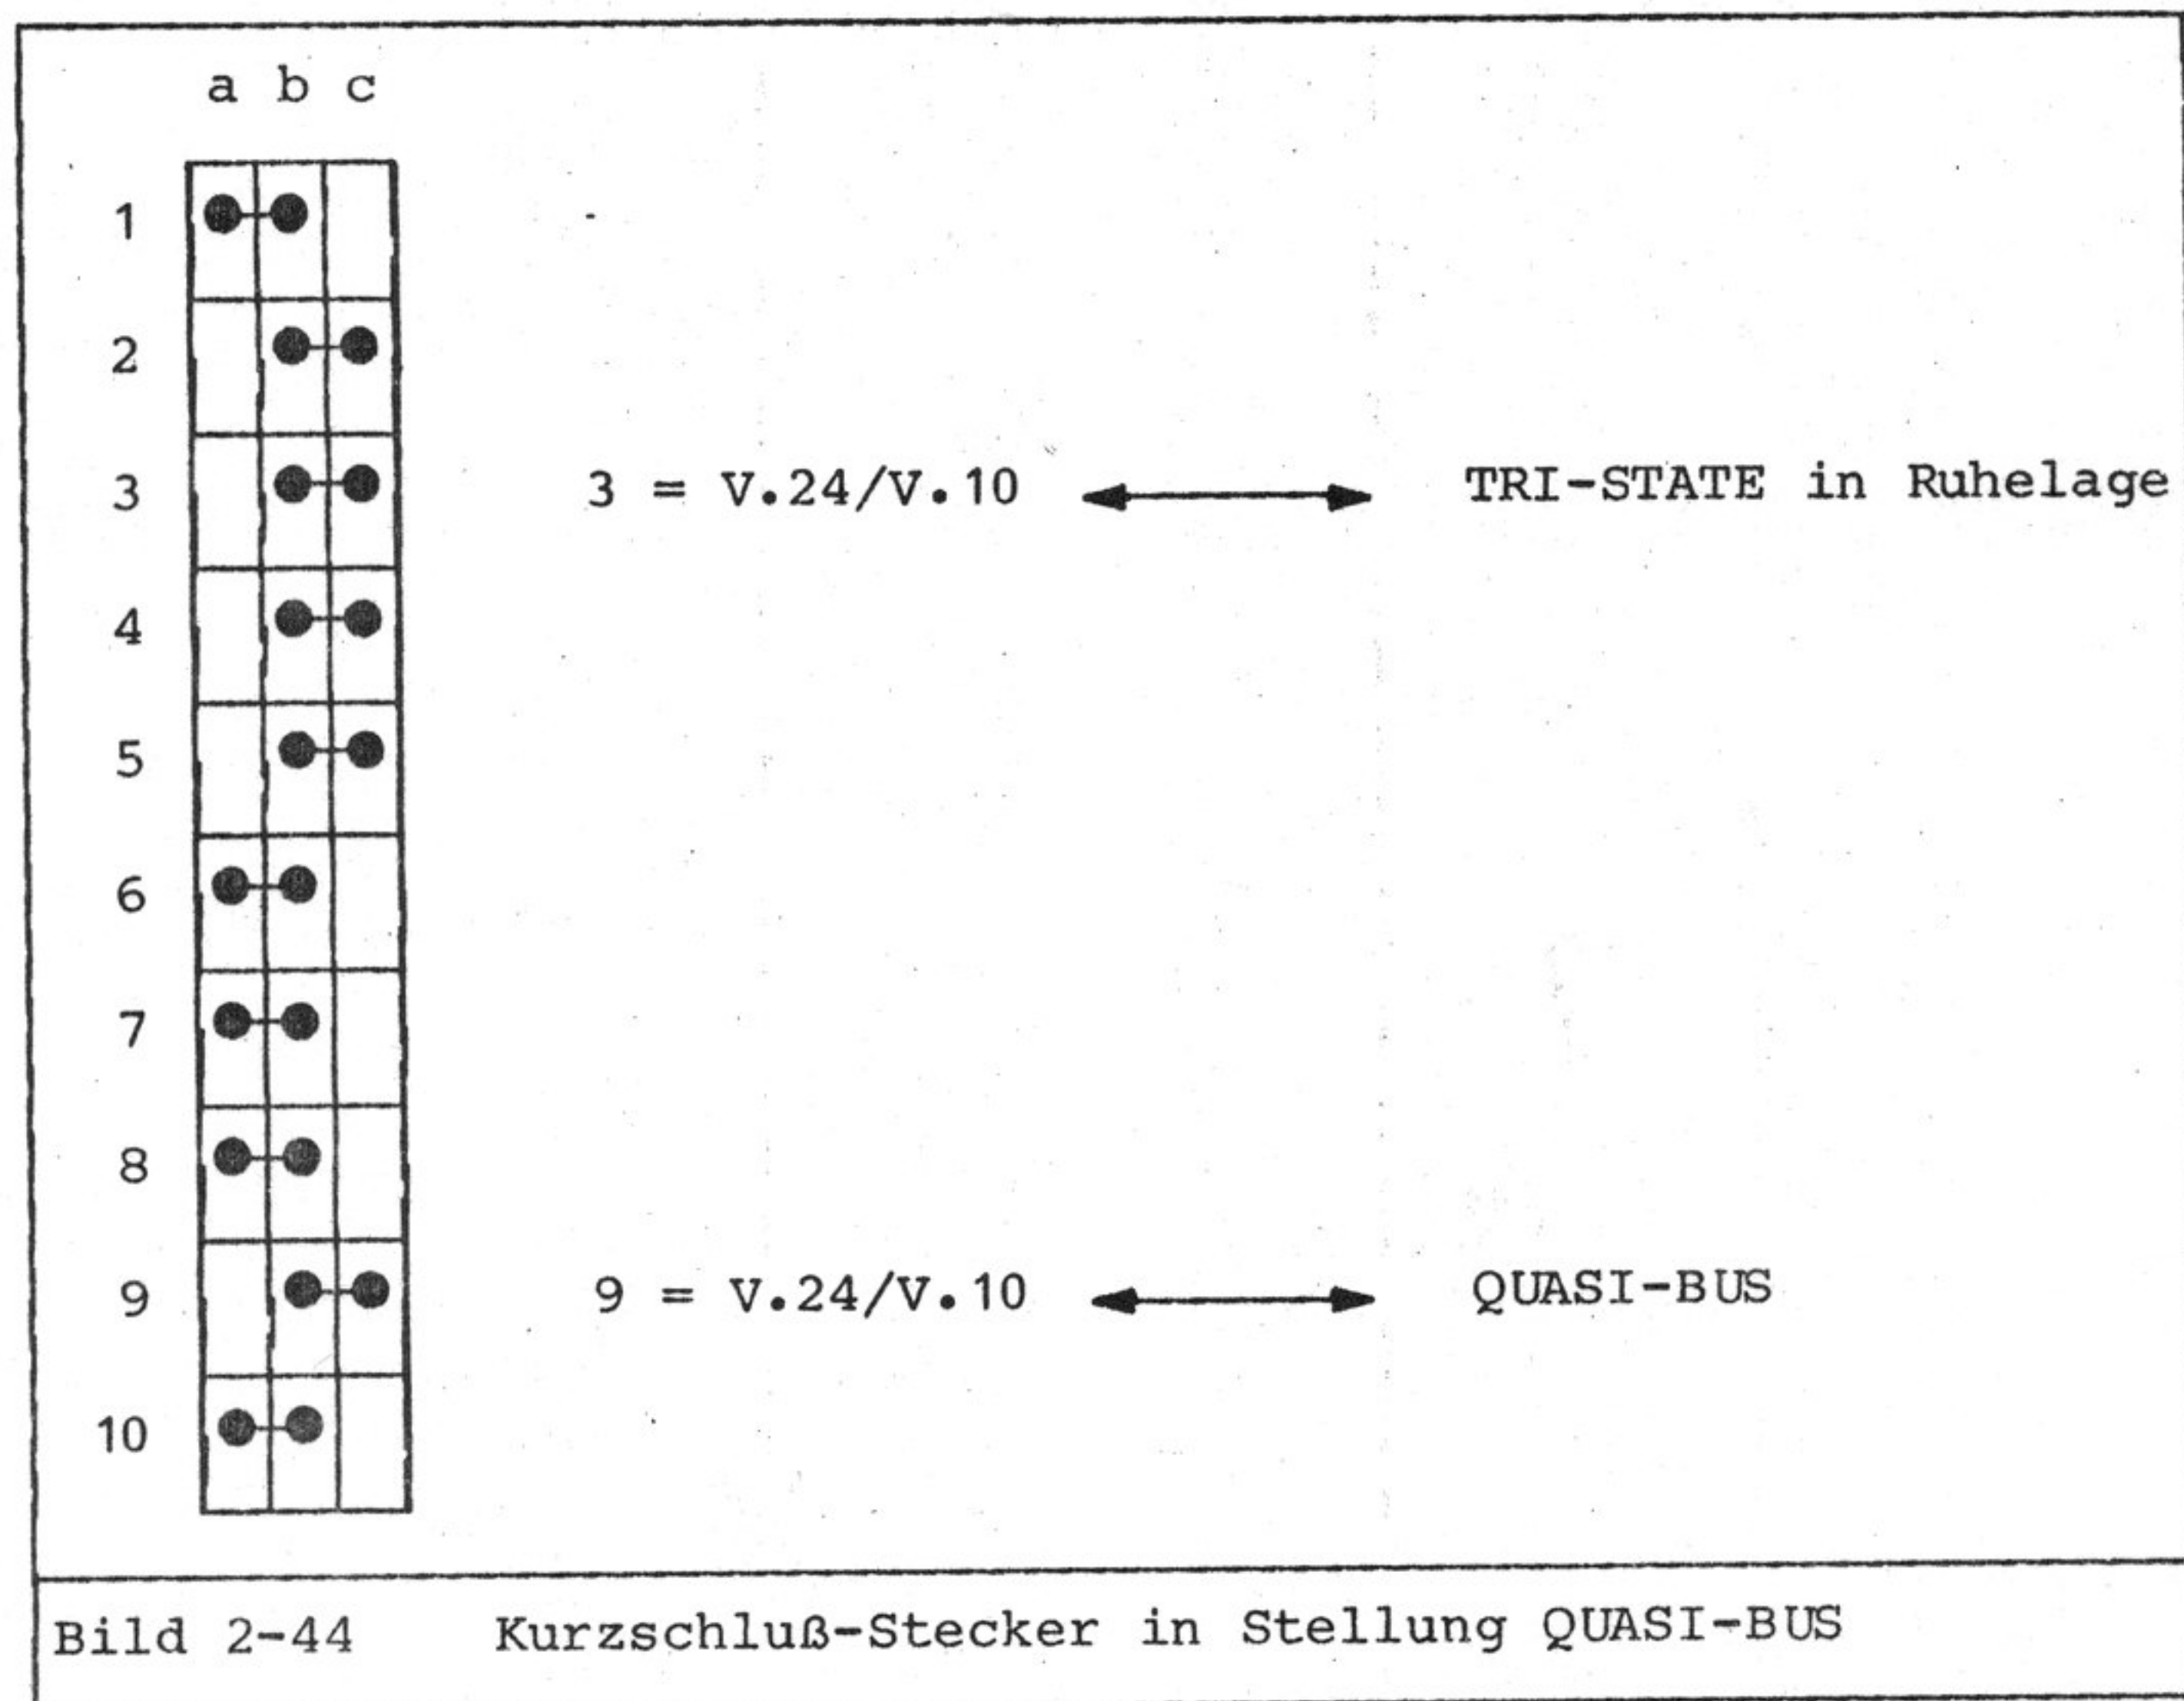 a b c
1
2
3 3 = V.24/V.10 TRI-STATE in Ruhelage
4
5
6
7
8
9 9 = V.24/V.10 QUASI-BUS
10
Bild 2-44 Kurzschluß-Stecker in Stellung QUASI-BUS